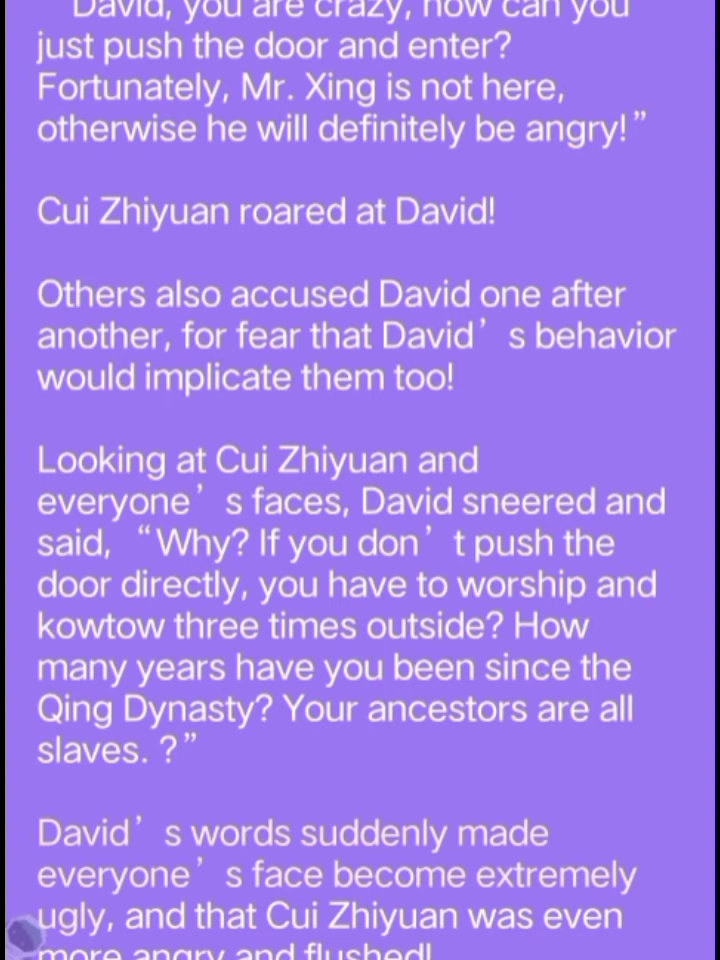 David, you are crazy, how can you
just push the door and enter?
Fortunately, Mr. Xing is not here,
otherwise he will definitely be angry!”
Cui Zhiyuan roared at David!
Others also accused David one after
another, for fear that David’s behavior
would implicate them too!
Looking at Cui Zhiyuan and
everyone’s faces, David sneered and
said, “Why? If you don’t push the
door directly, you have to worship and
kowtow three times outside? How
many years have you been since the
Qing Dynasty? Your ancestors are all
slaves. ?”
David’s words suddenly made
everyone’s face become extremely
ugly, and that Cui Zhiyuan was even
more angry and flushed!